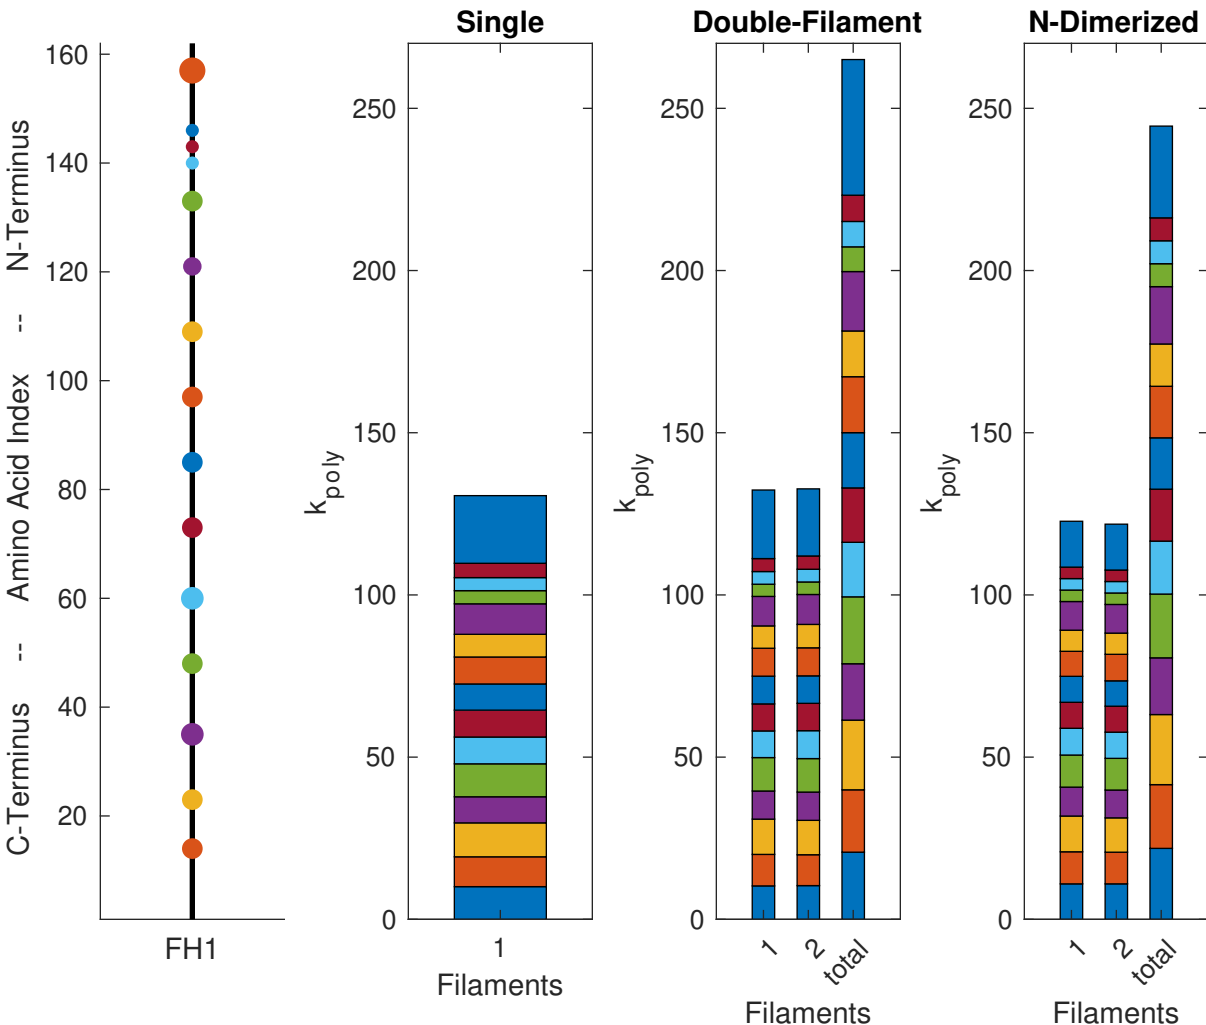 Single
Double-Filament
N-Dimerized
C-Terminus -- Amino Acid Index -- N-Terminus
160
140
120
100
80
60
40
20
FH1
k_poly
250
200
150
100
50
0
1
Filaments
k_poly
250
200
150
100
50
0
1
2
total
Filaments
k_poly
250
200
150
100
50
0
1
2
total
Filaments